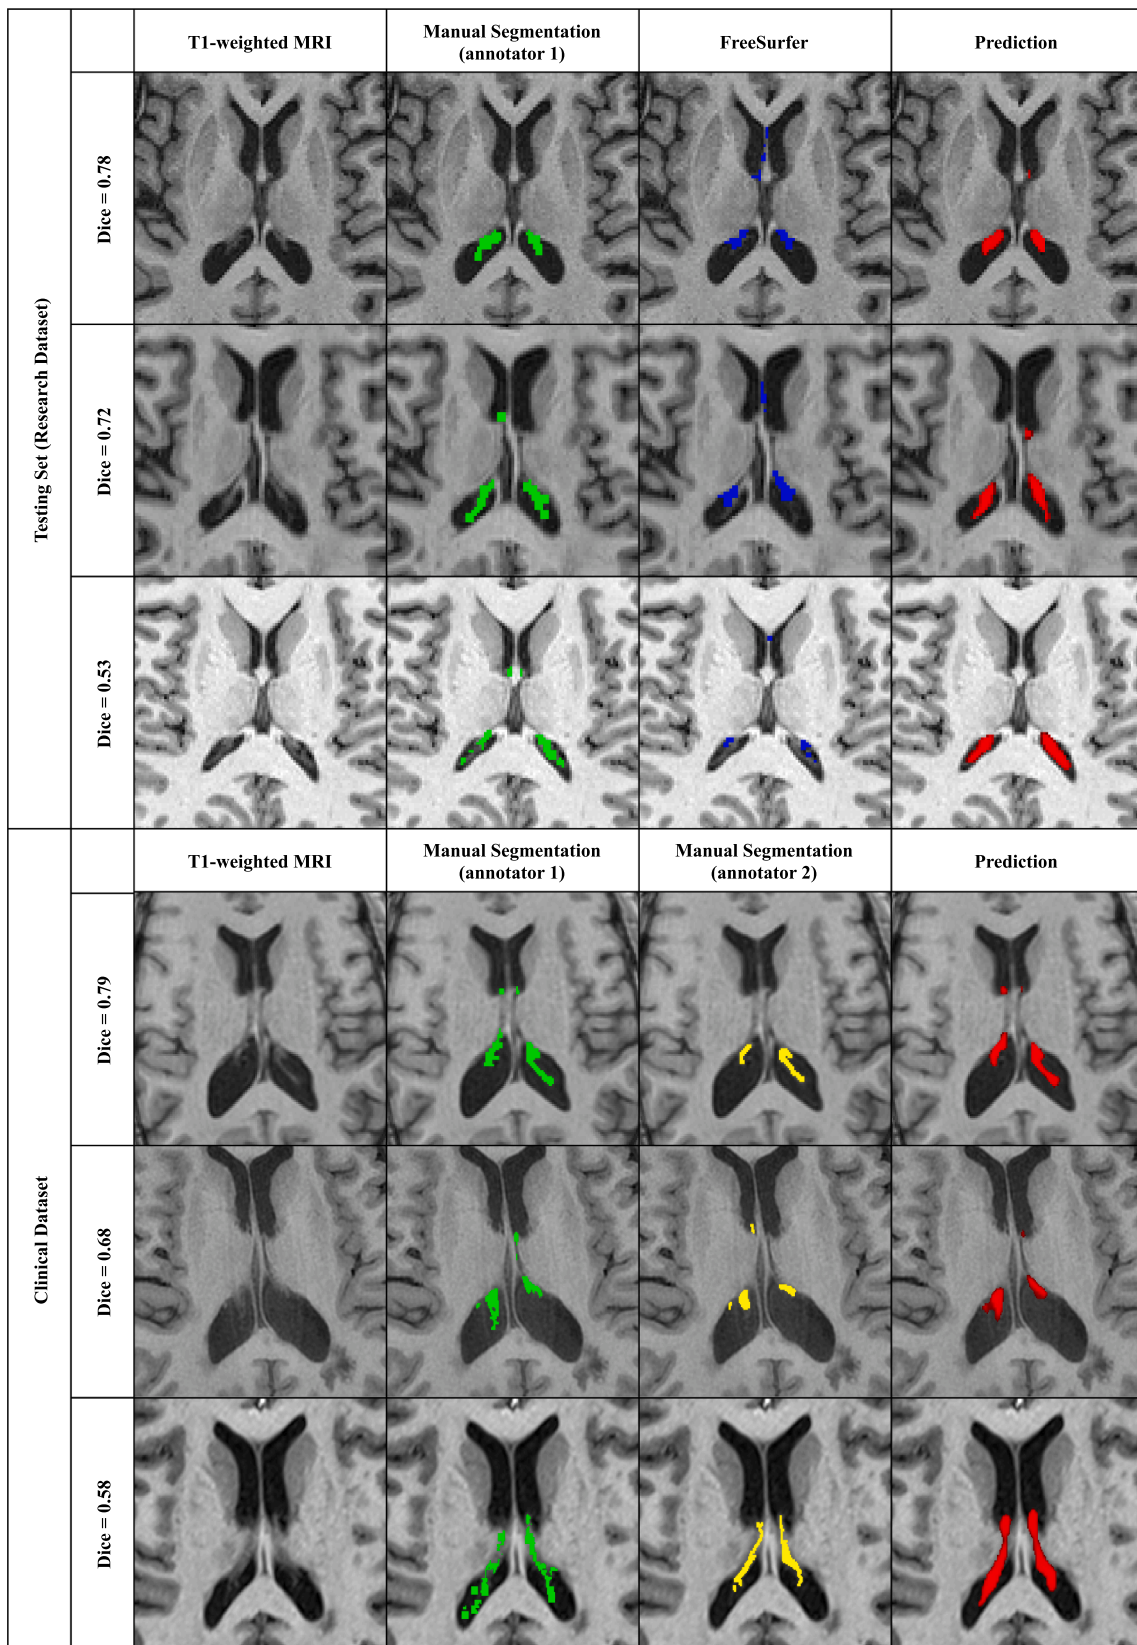 T1-weighted MRI
Manual Segmentation
(annotator 1)
FreeSurfer
Prediction
Testing Set (Research Dataset)
Dice = 0.78
Dice = 0.72
Dice = 0.53
T1-weighted MRI
Manual Segmentation
(annotator 1)
Manual Segmentation
(annotator 2)
Prediction
Clinical Dataset
Dice = 0.79
Dice = 0.68
Dice = 0.58